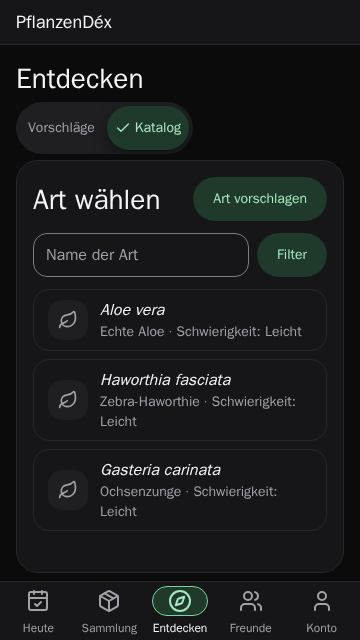 PflanzenDéx
Entdecken
Vorschläge
Katalog
Art wählen
Art vorschlagen
Name der Art
Filter
Aloe vera
Echte Aloe · Schwierigkeit: Leicht
Haworthia fasciata
Zebra-Haworthie · Schwierigkeit:
Leicht
Gasteria carinata
Ochsenzunge · Schwierigkeit:
Leicht
Heute
Sammlung
Entdecken
Freunde
Konto